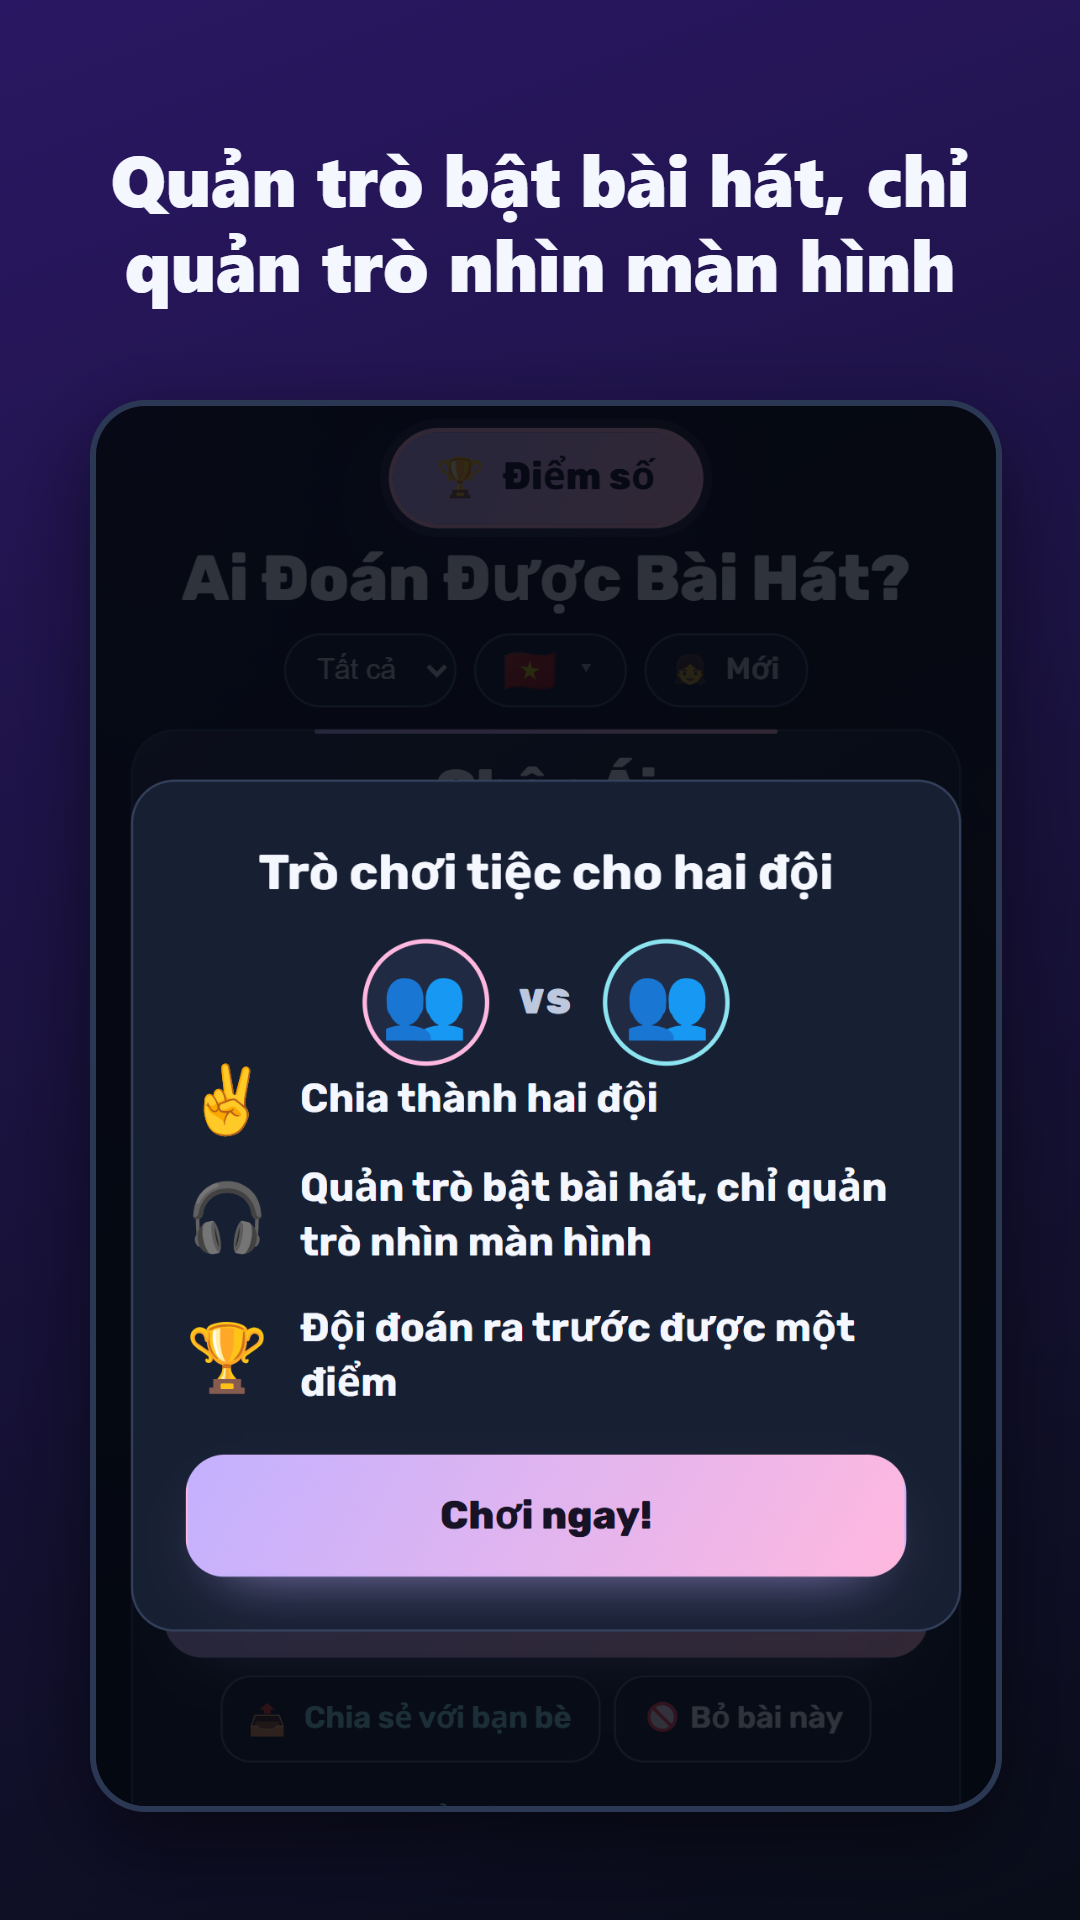 Quản trò bật bài hát, chỉ
quản trò nhìn màn hình
Điểm số
Ai Đoán Được Bài Hát?
Tất cả
Mới
Trò chơi tiệc cho hai đội
vs
Chia thành hai đội
Quản trò bật bài hát, chỉ quản
trò nhìn màn hình
Đội đoán ra trước được một
điểm
Chơi ngay!
Chia sẻ với bạn bè
Bỏ bài này